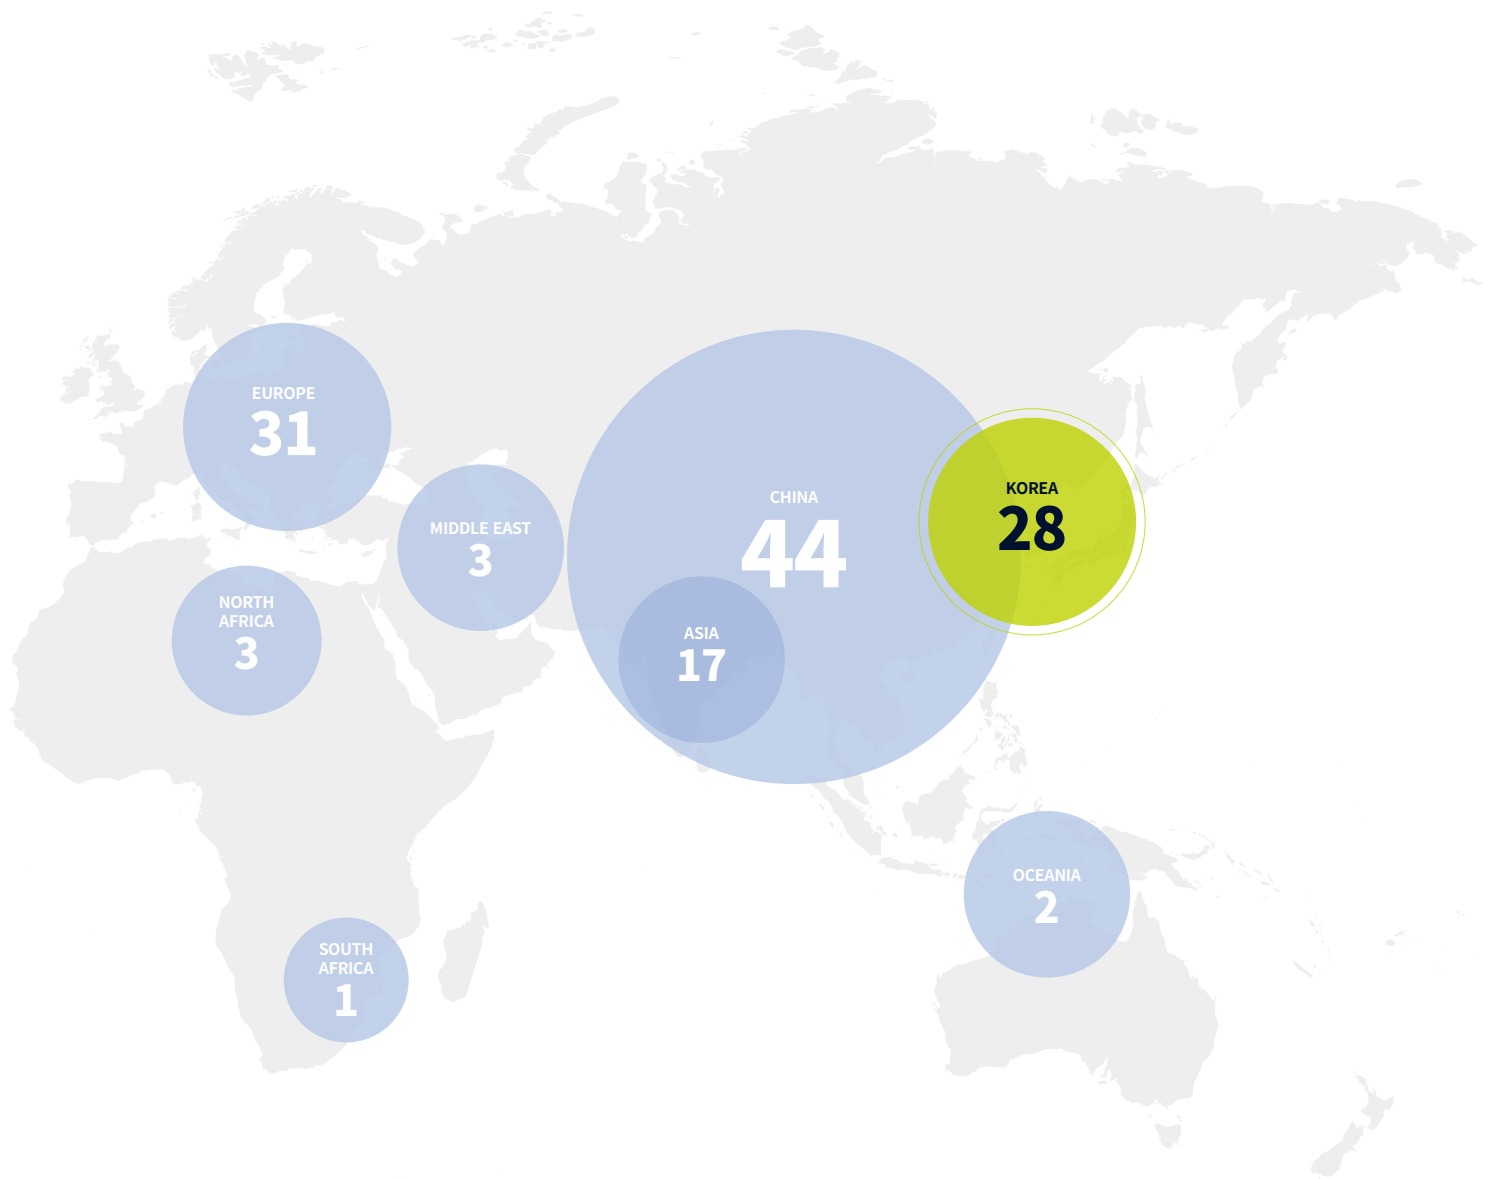 EUROPE
31
MIDDLE EAST
3
NORTH
AFRICA
3
CHINA
44
KOREA
28
ASIA
17
OCEANIA
2
SOUTH
AFRICA
1